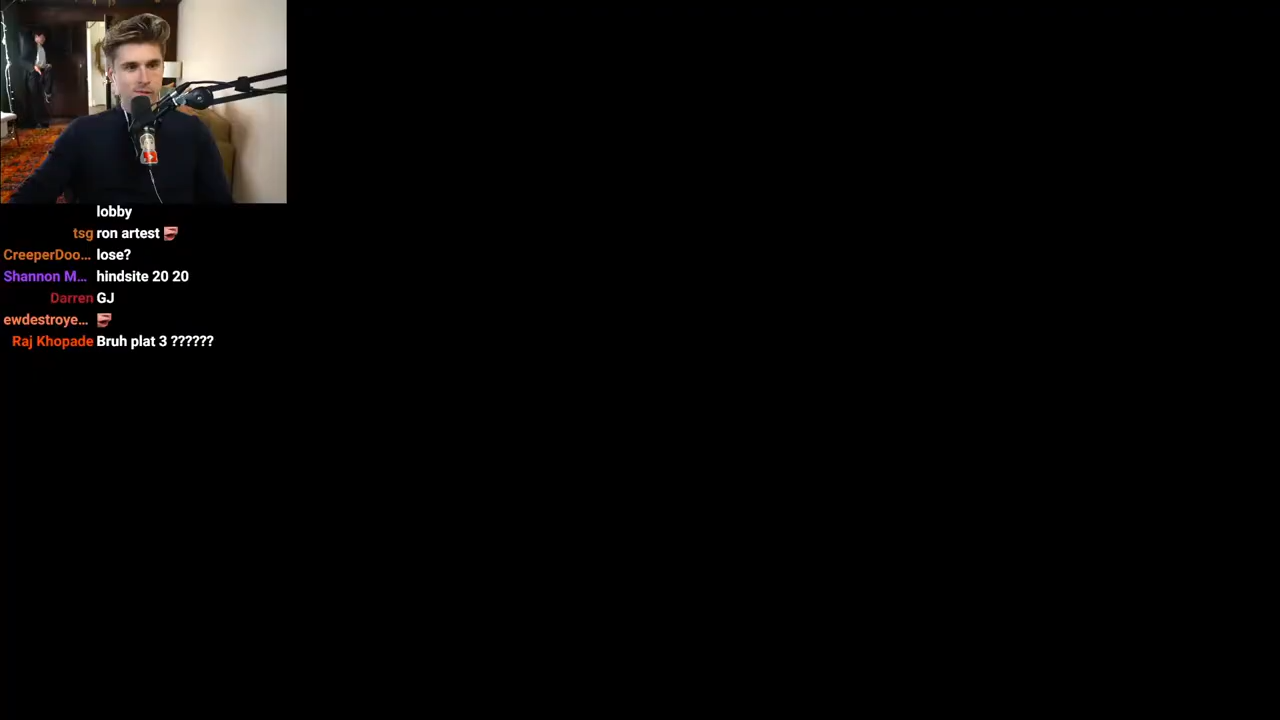 lobby
tsg ron artest
CreeperDoo... lose?
Shannon M... hindsite 20 20
Darren GJ
ewdestroye...
Raj Khopade Bruh plat 3 ??????